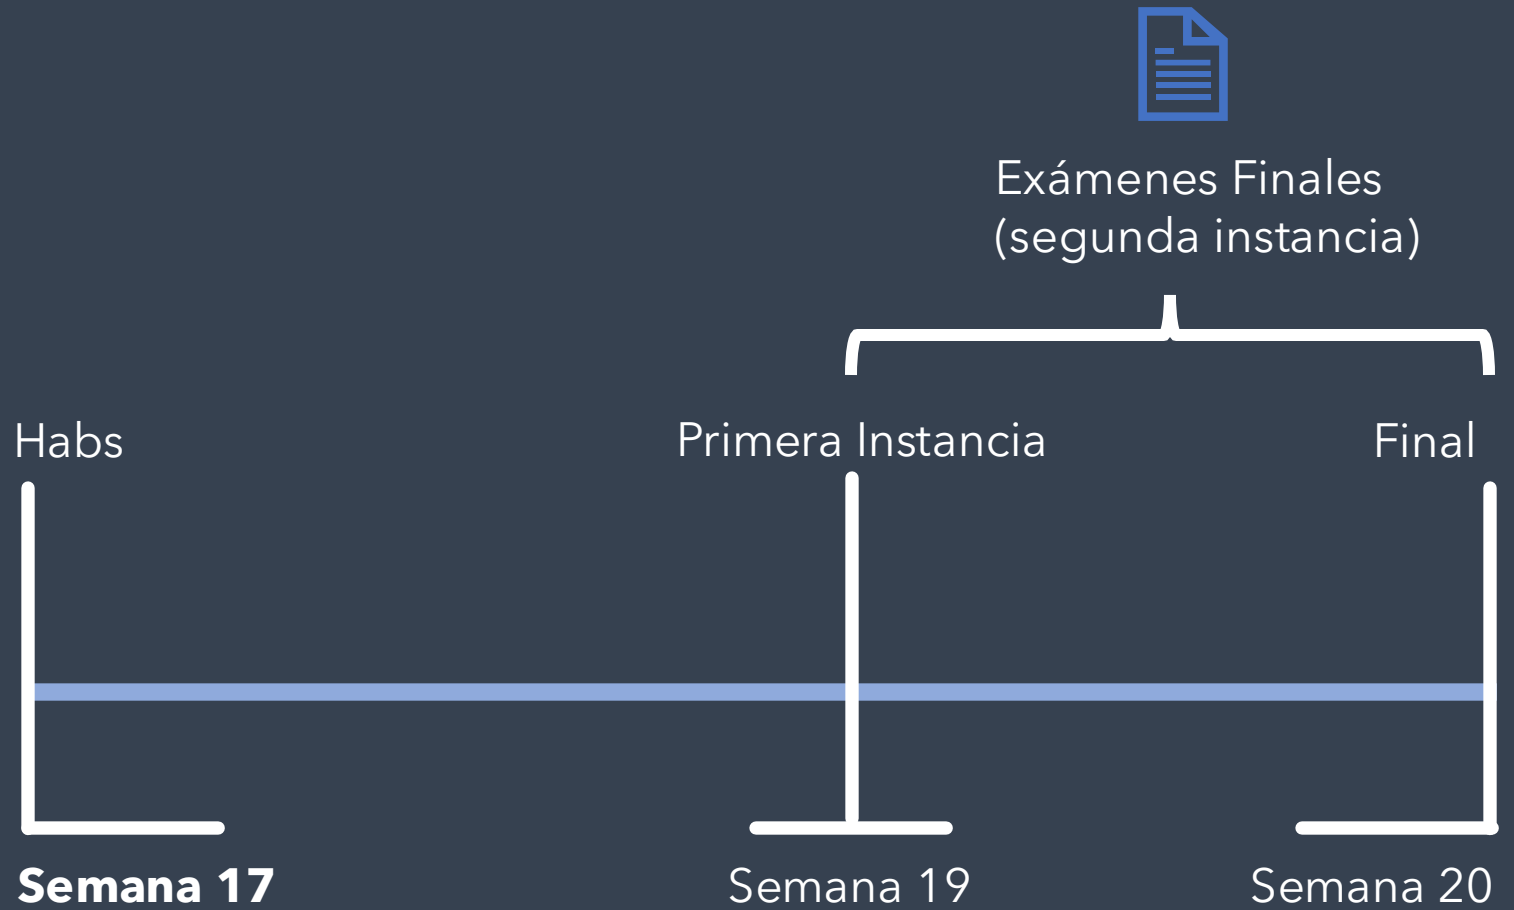 Exámenes Finales
(segunda instancia)
Habs
Primera Instancia
Final
Semana 17
Semana 19
Semana 20